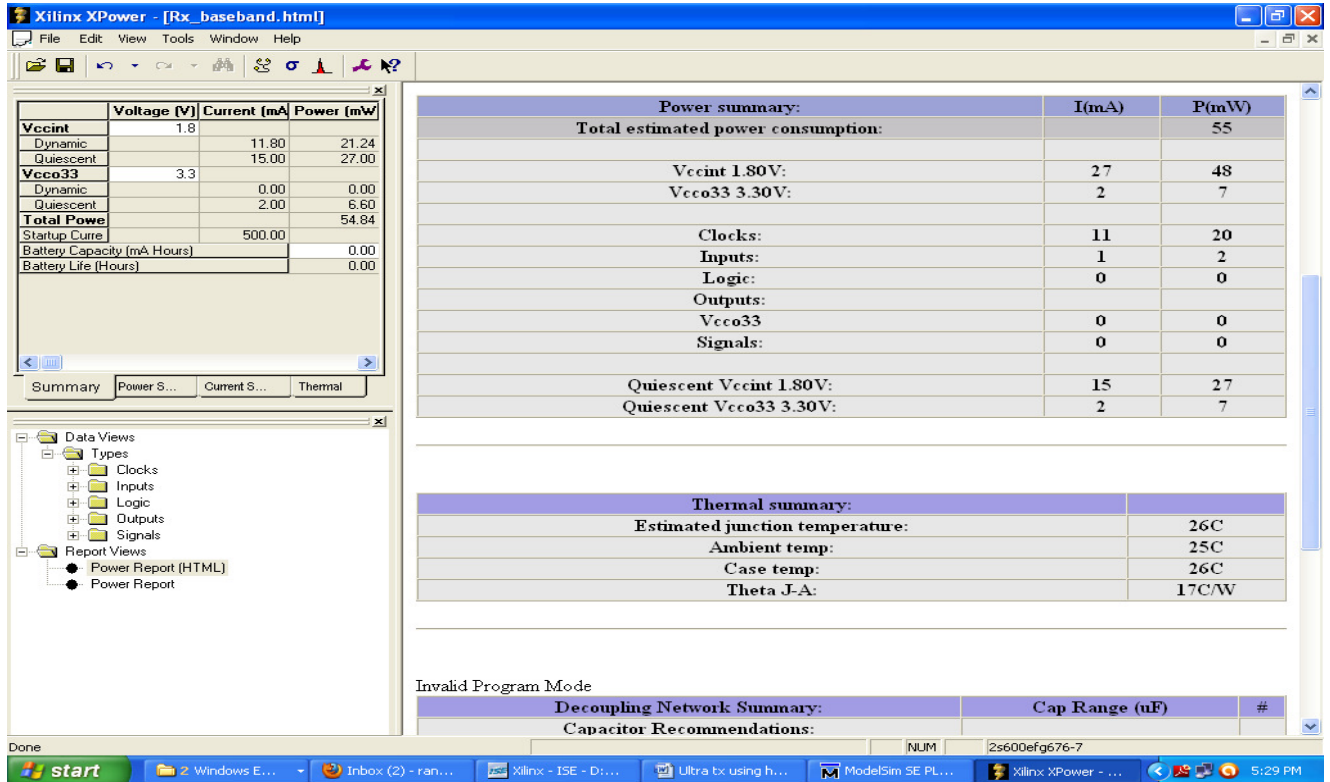 Xilinx XPower - [Rx_baseband.html]
File Edit View Tools Window Help
Voltage (V) Current (mA Power (mW
Vccint 1.8
Dynamic 11.80 21.24
Quiescent 15.00 27.00
Vcco33 3.3
Dynamic 0.00 0.00
Quiescent 2.00 6.60
Total Powe 54.84
Startup Curre 500.00
Battery Capacity (mA Hours) 0.00
Battery Life (Hours) 0.00
Summary Power S... Current S... Thermal
Data Views
Types
Clocks
Inputs
Logic
Outputs
Signals
Report Views
Power Report (HTML)
Power Report
Power summary: I(mA) P(mW)
Total estimated power consumption: 55
Vccint 1.80V: 27 48
Vcco33 3.30V: 2 7
Clocks: 11 20
Inputs: 1 2
Logic: 0 0
Outputs:
Vcco33 0 0
Signals: 0 0
Quiescent Vccint 1.80V: 15 27
Quiescent Vcco33 3.30V: 2 7
Thermal summary:
Estimated junction temperature: 26C
Ambient temp: 25C
Case temp: 26C
Theta J-A: 17C/W
Invalid Program Mode
Decoupling Network Summary: Cap Range (uF) #
Capacitor Recommendations:
Done NUM 2s600efg676-7
start 2 Windows E... Inbox (2) - ran... Xilinx - ISE - D:... Ultra tx using h... ModelSim SE PL... Xilinx XPower - ... 5:29 PM